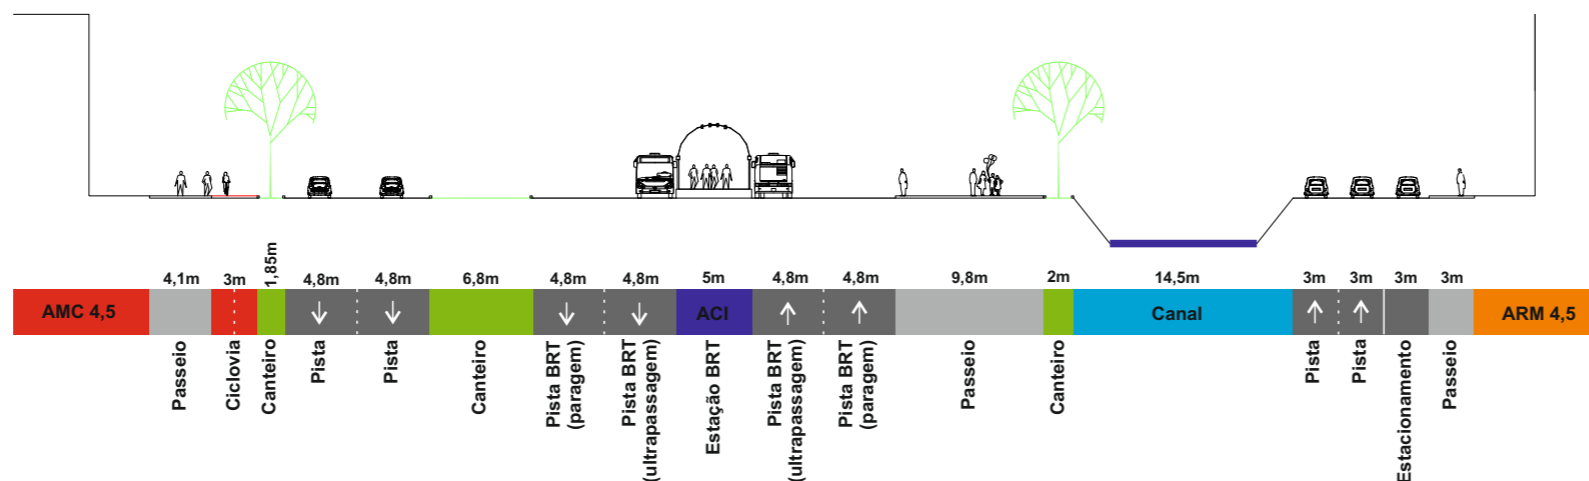 4,1m
3m
1,85m
4,8m
4,8m
6,8m
4,8m
4,8m
5m
4,8m
4,8m
9,8m
2m
14,5m
3m
3m
3m
3m
AMC 4,5
ACI
Canal
ARM 4,5
Passeio
Ciclovia
Canteiro
Pista
Pista
Canteiro
Pista BRT
(paragem)
Pista BRT
(ultrapassagem)
Estação BRT
Pista BRT
(ultrapassagem)
Pista BRT
(paragem)
Passeio
Canteiro
Pista
Pista
Estacionamento
Passeio